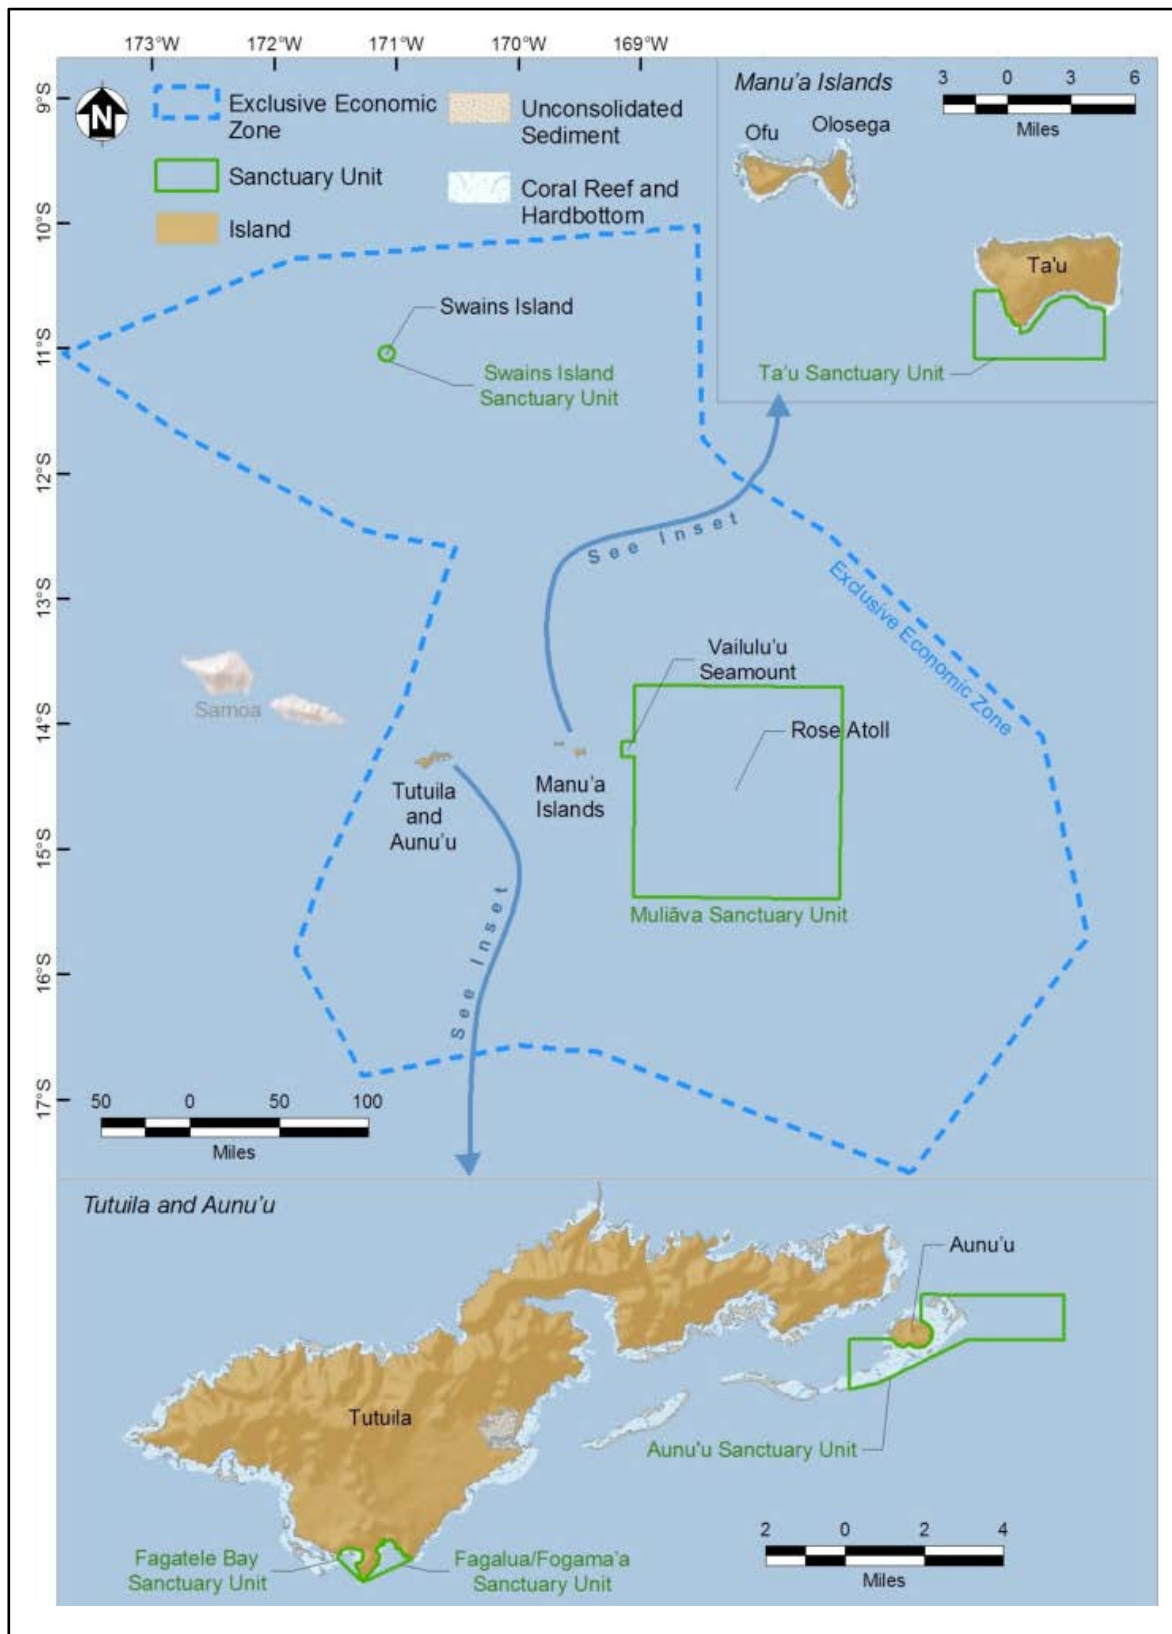 173°W 172°W 171°W 170°W 169°W
9°S
10°S
11°S
12°S
13°S
14°S
15°S
16°S
17°S
N
Exclusive Economic
Zone
Sanctuary Unit
Island
Unconsolidated
Sediment
Coral Reef and
Hardbottom
Manu'a Islands
3 0 3 6
Miles
Ofu
Olosega
Ta'u
Ta'u Sanctuary Unit
Swains Island
Swains Island
Sanctuary Unit
See Inset
Exclusive Economic Zone
Samoa
Vailulu'u
Seamount
Rose Atoll
Tutuila
and
Aunu'u
Manu'a
Islands
Muliāva Sanctuary Unit
See Inset
50 0 50 100
Miles
Tutuila and Aunu'u
Aunu'u
Tutuila
Aunu'u Sanctuary Unit
Fagatele Bay
Sanctuary Unit
Fagalua/Fogama'a
Sanctuary Unit
2 0 2 4
Miles